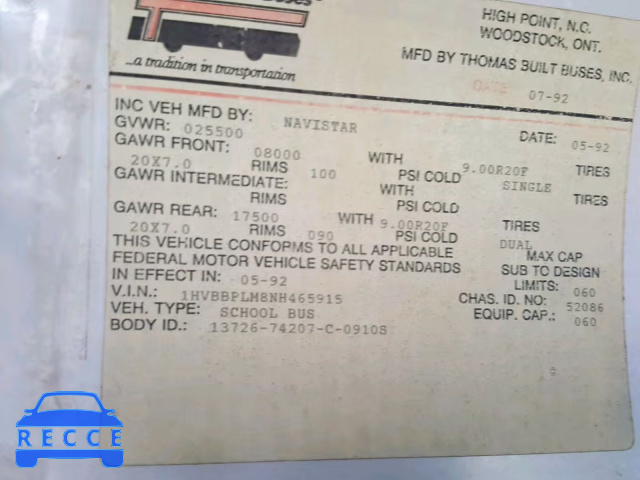 Buses
...a tradition in transportation
HIGH POINT, N.C.
WOODSTOCK, ONT.
MFD BY THOMAS BUILT BUSES, INC.
DATE 07-92
INC VEH MFD BY: NAVISTAR DATE: 05-92
GVWR: 025500
GAWR FRONT: 08000 WITH 9.00R20F TIRES
20X7.0 RIMS 100 PSI COLD SINGLE
GAWR INTERMEDIATE: WITH TIRES
RIMS PSI COLD
GAWR REAR: 17500 WITH 9.00R20F TIRES
20X7.0 RIMS 090 PSI COLD DUAL
THIS VEHICLE CONFORMS TO ALL APPLICABLE MAX CAP
FEDERAL MOTOR VEHICLE SAFETY STANDARDS SUB TO DESIGN
IN EFFECT IN: 05-92 LIMITS: 060
V.I.N.: 1HVBBPLM8NH465915 CHAS. ID. NO: 52086
VEH. TYPE: SCHOOL BUS EQUIP. CAP.: 060
BODY ID.: 13726-74207-C-0910S
RECCE